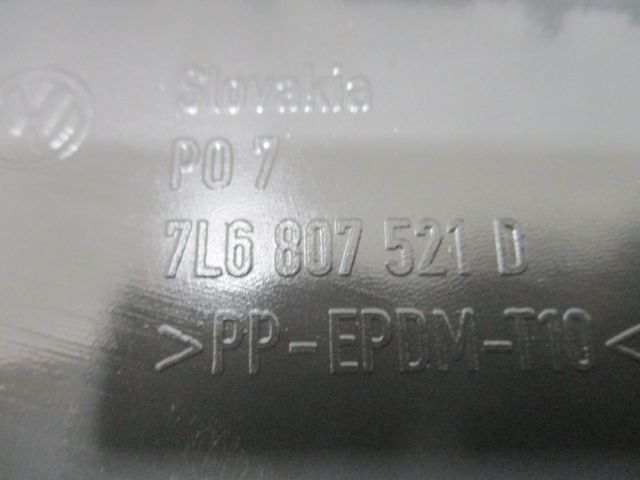 Slovakia
PO 7
7L6 807 521 D
>PP-EPDM-T10<